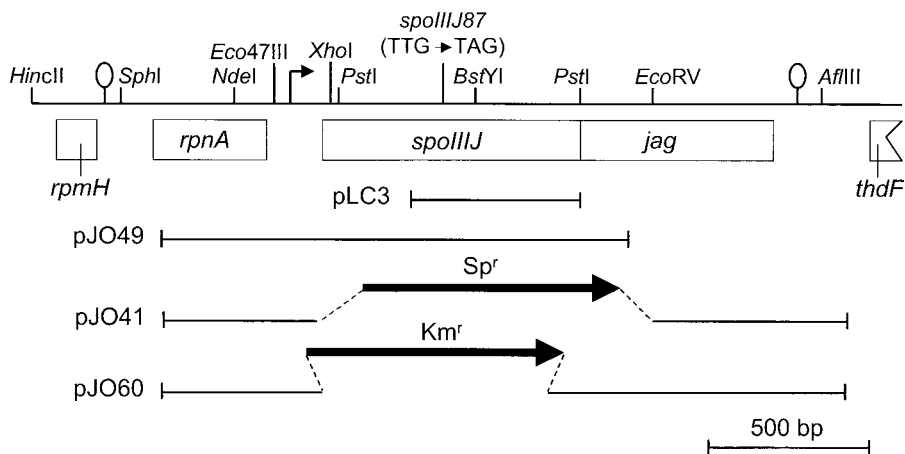 spoIIIJ87
(TTG → TAG)
Eco47III XhoI
HincII SphI NdeI PstI BstYI PstI EcoRV AflIII
rpnA spoIIIJ jag
rpmH thdF
pLC3
pJO49
Spʳ
pJO41
Kmʳ
pJO60
500 bp